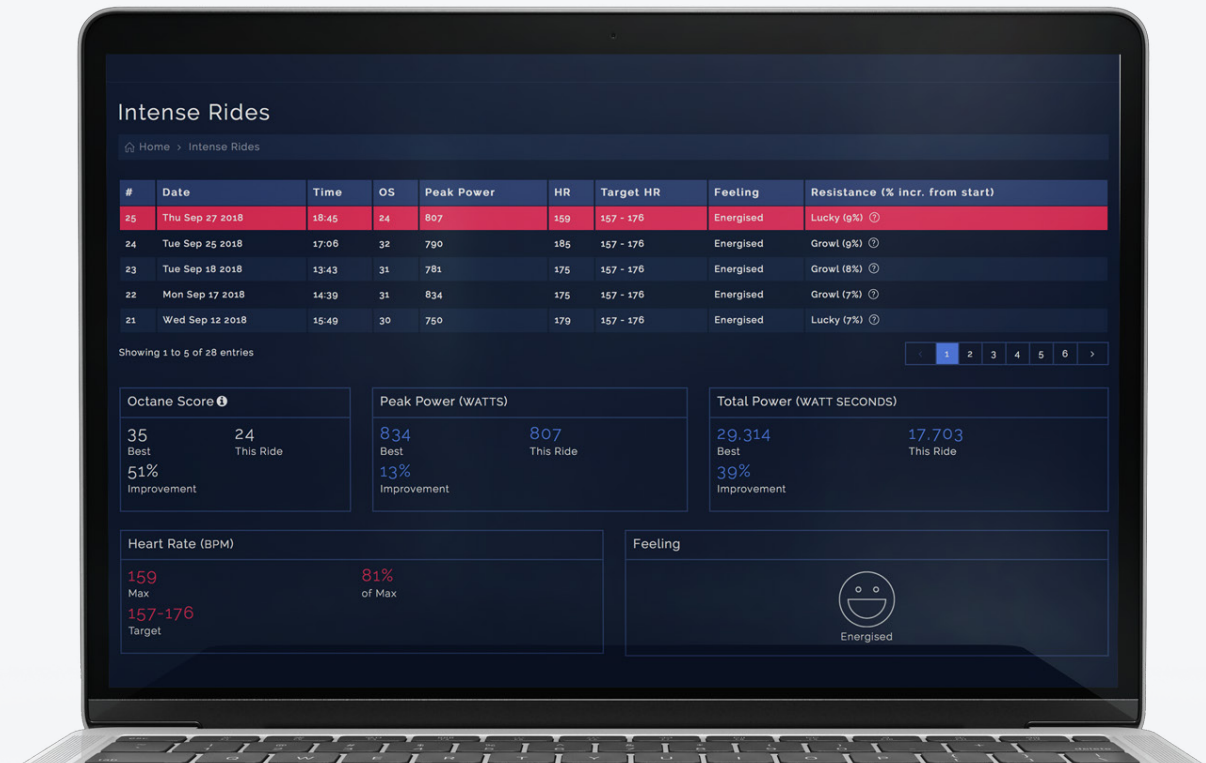 Intense Rides
Home > Intense Rides
# Date Time OS Peak Power HR Target HR Feeling Resistance (% incr. from start)
25 Thu Sep 27 2018 18:45 24 807 159 157 - 176 Energised Lucky (9%) ?
24 Tue Sep 25 2018 17:06 32 790 185 157 - 176 Energised Growl (9%) ?
23 Tue Sep 18 2018 13:43 31 781 175 157 - 176 Energised Growl (8%) ?
22 Mon Sep 17 2018 14:39 31 834 175 157 - 176 Energised Growl (7%) ?
21 Wed Sep 12 2018 15:49 30 750 179 157 - 176 Energised Lucky (7%) ?
Showing 1 to 5 of 28 entries < 1 2 3 4 5 6 >
Octane Score i Peak Power (WATTS) Total Power (WATT SECONDS)
35 24 834 807 29.314 17.703
Best This Ride Best This Ride Best This Ride
51% 13% 39%
Improvement Improvement Improvement
Heart Rate (BPM) Feeling
159 81%
Max of Max
157-176
Target
Energised
delete
tab Q W E R T Y U I O P